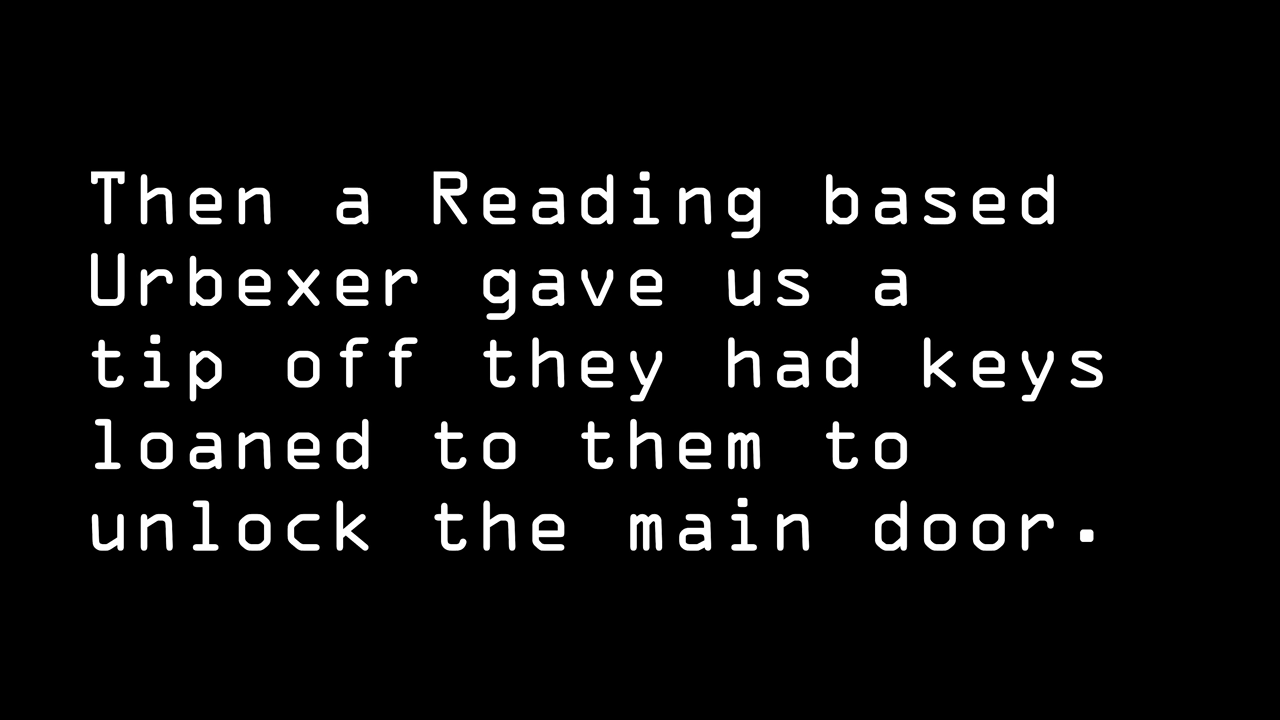 Then a Reading based
Urbexer gave us a
tip off they had keys
loaned to them to
unlock the main door.